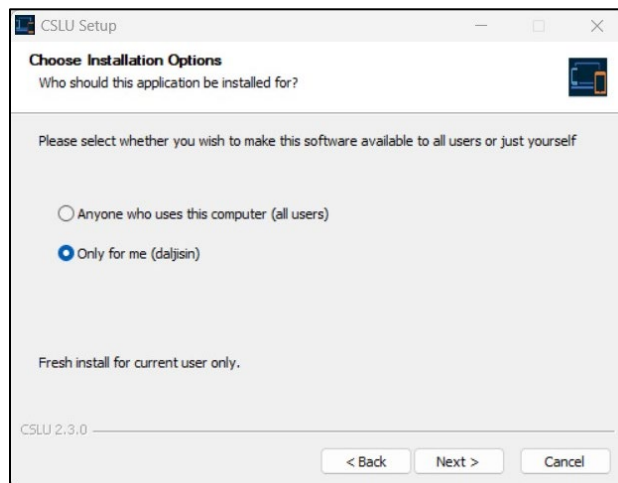 CSLU Setup
Choose Installation Options
Who should this application be installed for?
Please select whether you wish to make this software available to all users or just yourself
Anyone who uses this computer (all users)
Only for me (daljisin)
Fresh install for current user only.
CSLU 2.3.0
< Back Next > Cancel